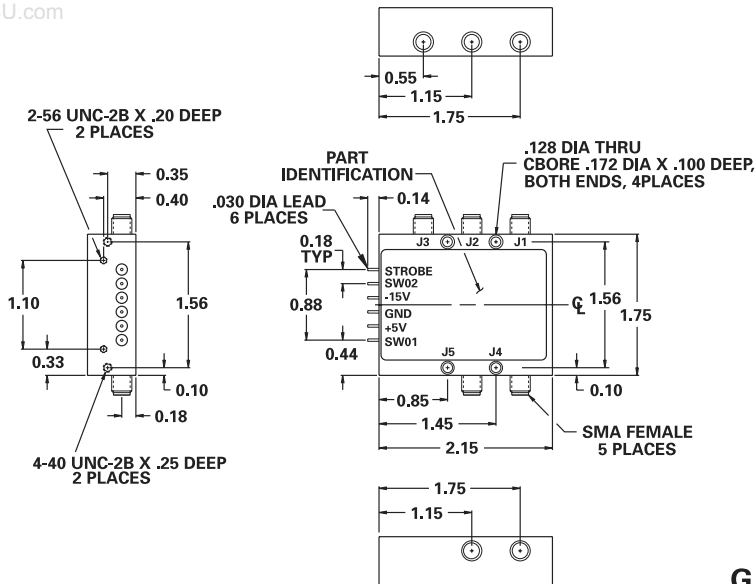 U.com
0.55
1.15
1.75
2-56 UNC-2B X .20 DEEP
2 PLACES
0.35
0.40
PART
IDENTIFICATION
.128 DIA THRU
CBORE .172 DIA X .100 DEEP,
BOTH ENDS, 4PLACES
.030 DIA LEAD
6 PLACES
0.14
0.18
TYP
J3 J2 J1
STROBE
SW02
-15V
GND
+5V
SW01
1.10
1.56
0.88
1.56
1.75
0.33
0.44
J5 J4
0.10
0.10
0.18
0.85
1.45
2.15
SMA FEMALE
5 PLACES
4-40 UNC-2B X .25 DEEP
2 PLACES
1.75
1.15
G